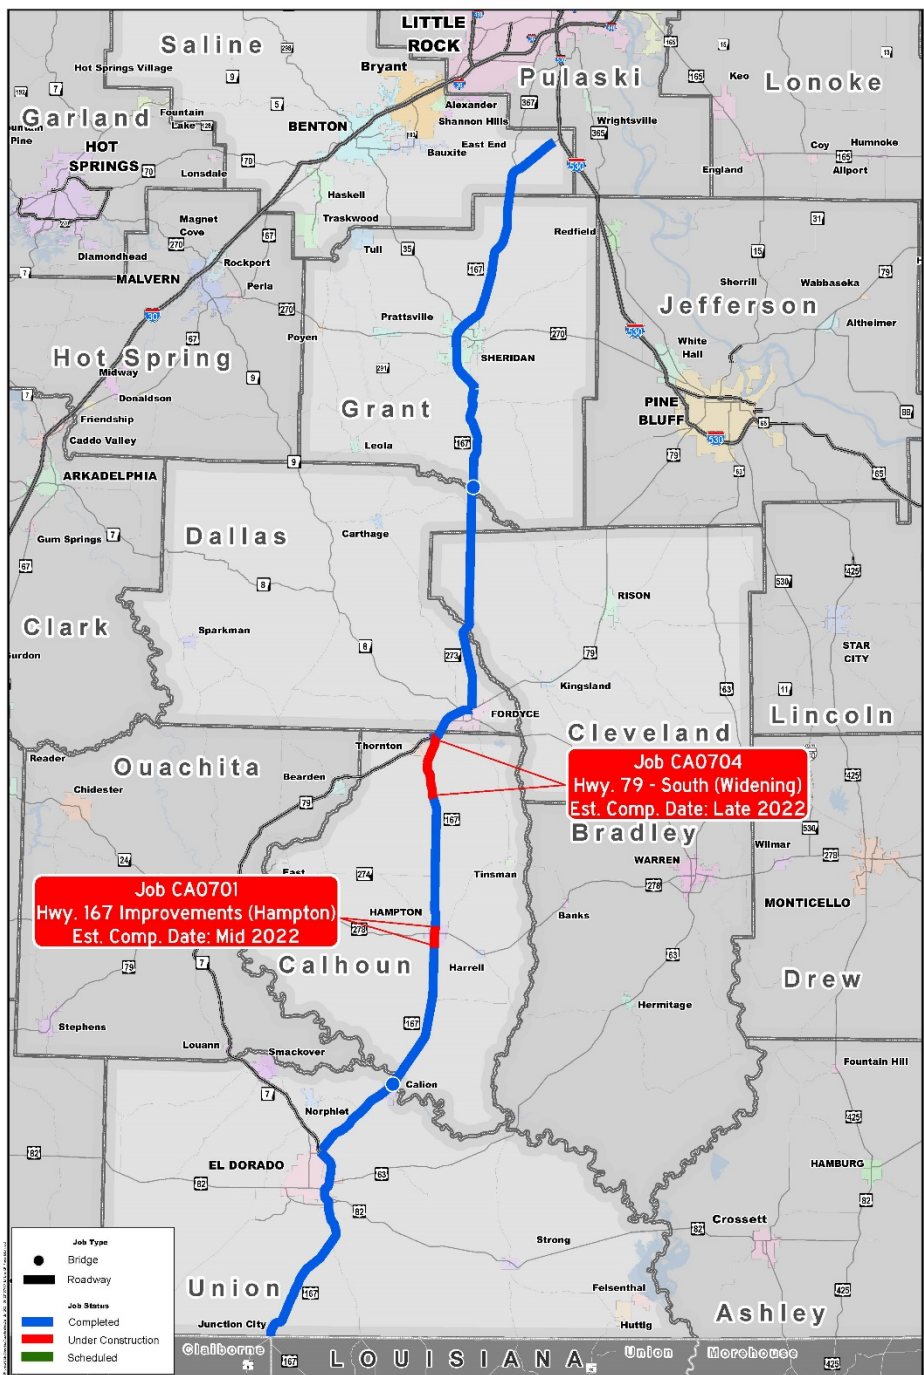 LITTLE
ROCK
Saline
Hot Springs Village
Bryant
Pulaski
Keo
Lonoke
Garland
Fountain
Lake
Alexander
Shannon Hills
Wrightsville
HOT
SPRINGS
BENTON
Bauxite
East End
Coy
Humnoke
Lonsdale
England
Allport
Haskell
Traskwood
Magnet
Cove
Tull
Redfield
Diamondhead
Rockport
MALVERN
Perla
Sherrill
Wabbaseka
Jefferson
Prattsville
Altheimer
Poyen
SHERIDAN
White
Hall
Hot Spring
Midway
Donaldson
Grant
PINE
BLUFF
Friendship
Caddo Valley
Leola
ARKADELPHIA
Dallas
Carthage
Gum Springs
RISON
Clark
Sparkman
STAR
CITY
Kingsland
FORDYCE
Lincoln
Cleveland
Thornton
Reader
Ouachita
Bearden
Chidester
Job CA0704
Hwy. 79 - South (Widening)
Est. Comp. Date: Late 2022
Bradley
Wilmar
WARREN
Tinsman
East
MONTICELLO
Job CA0701
Hwy. 167 Improvements (Hampton)
Est. Comp. Date: Mid 2022
HAMPTON
Banks
Calhoun
Harrell
Drew
Hermitage
Stephens
Louann
Smackover
Fountain Hill
Calion
Norphlet
EL DORADO
HAMBURG
Crossett
Strong
Union
Felsenthal
Huttig
Ashley
Junction City
Job Type
Bridge
Roadway
Job Status
Completed
Under Construction
Scheduled
Claiborne
LOUISIANA
Union
Morehouse
167
425